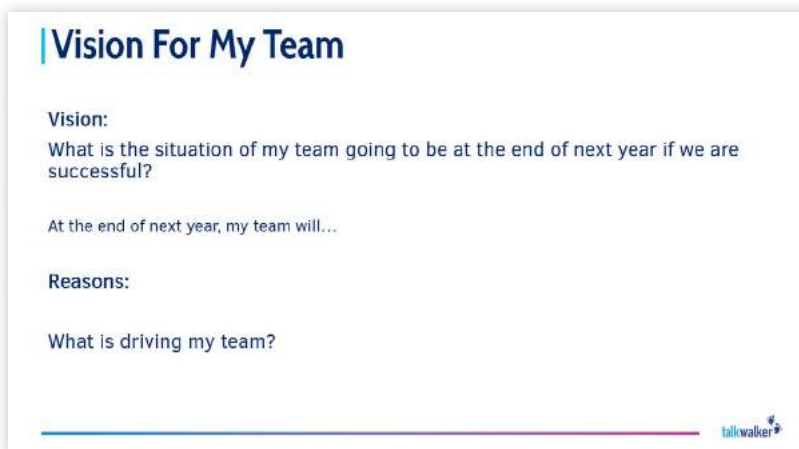 Vision For My Team
Vision:
What is the situation of my team going to be at the end of next year if we are
successful?
At the end of next year, my team will...
Reasons:
What is driving my team?
talkwalker